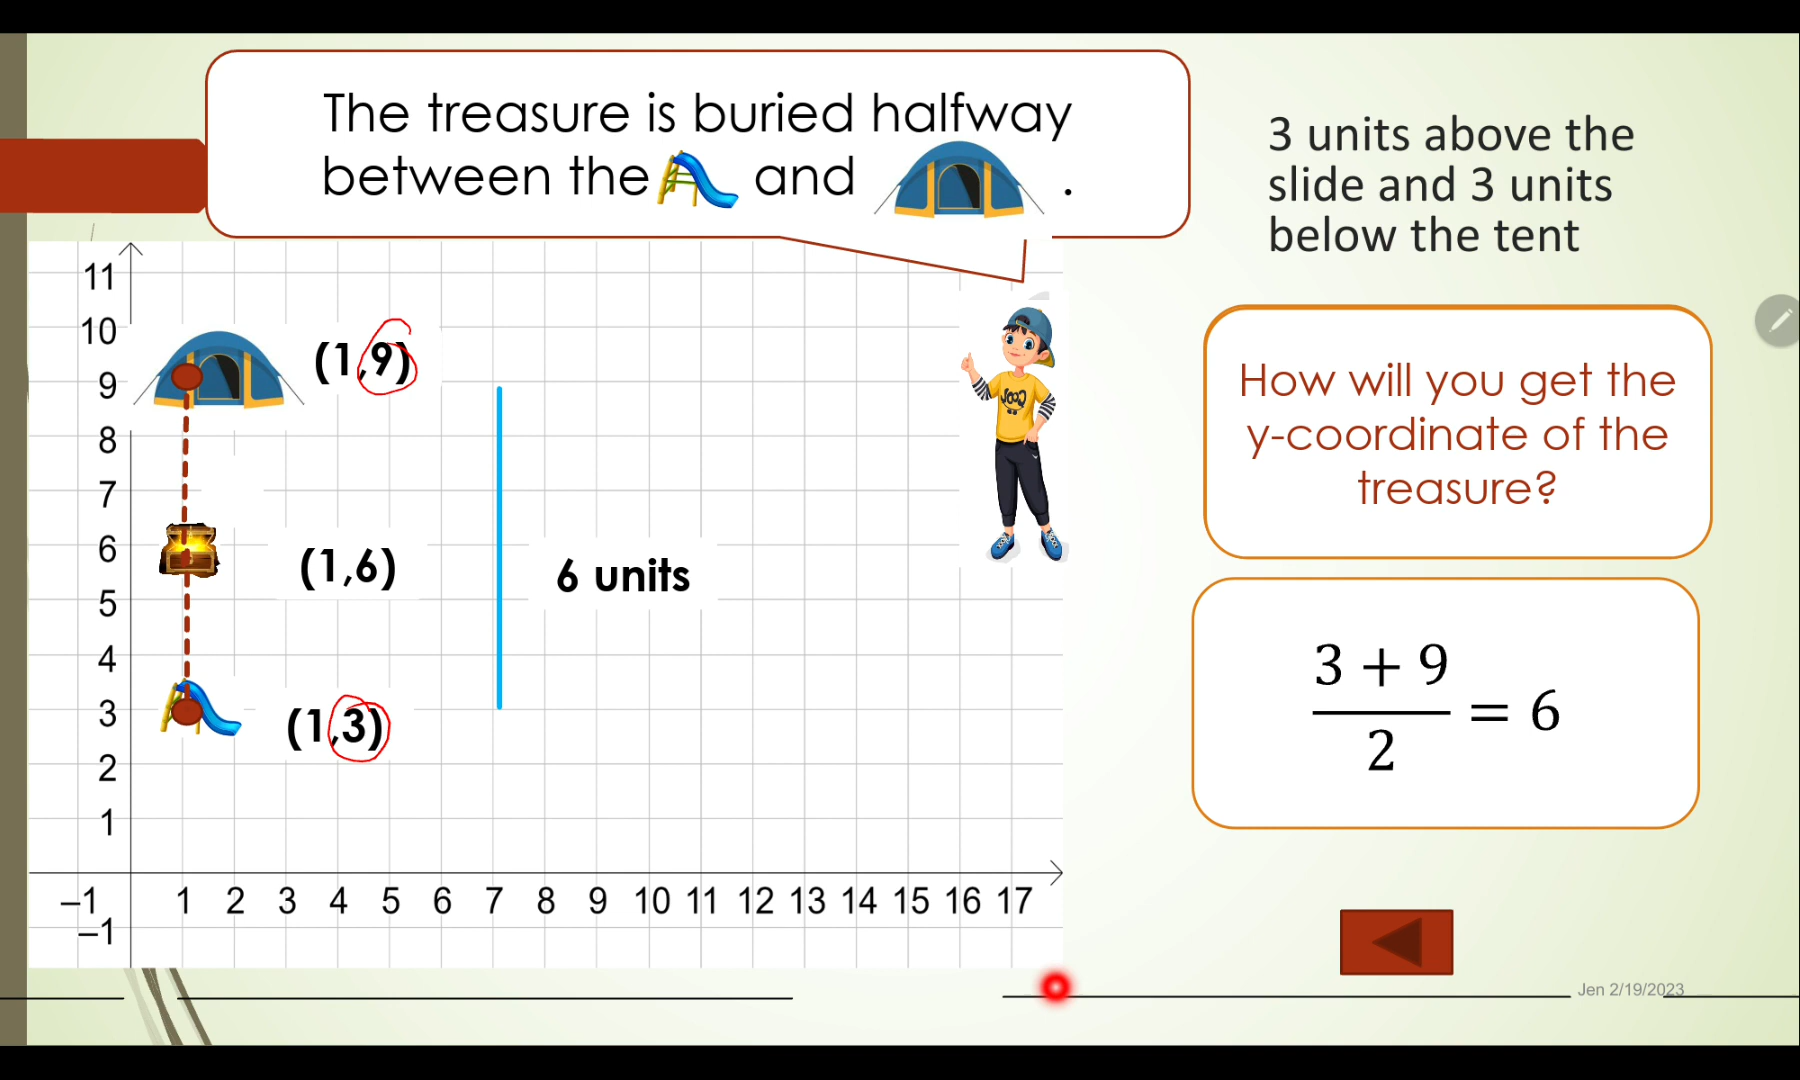 The treasure is buried halfway
between the and .
3 units above the
slide and 3 units
below the tent
How will you get the
y-coordinate of the
treasure?
3 + 9
2
= 6
11
10
9
8
7
6
5
4
3
2
1
−1
(1,9)
(1,6)
6 units
(1,3)
−1 1 2 3 4 5 6 7 8 9 10 11 12 13 14 15 16 17
Jen 2/19/2023